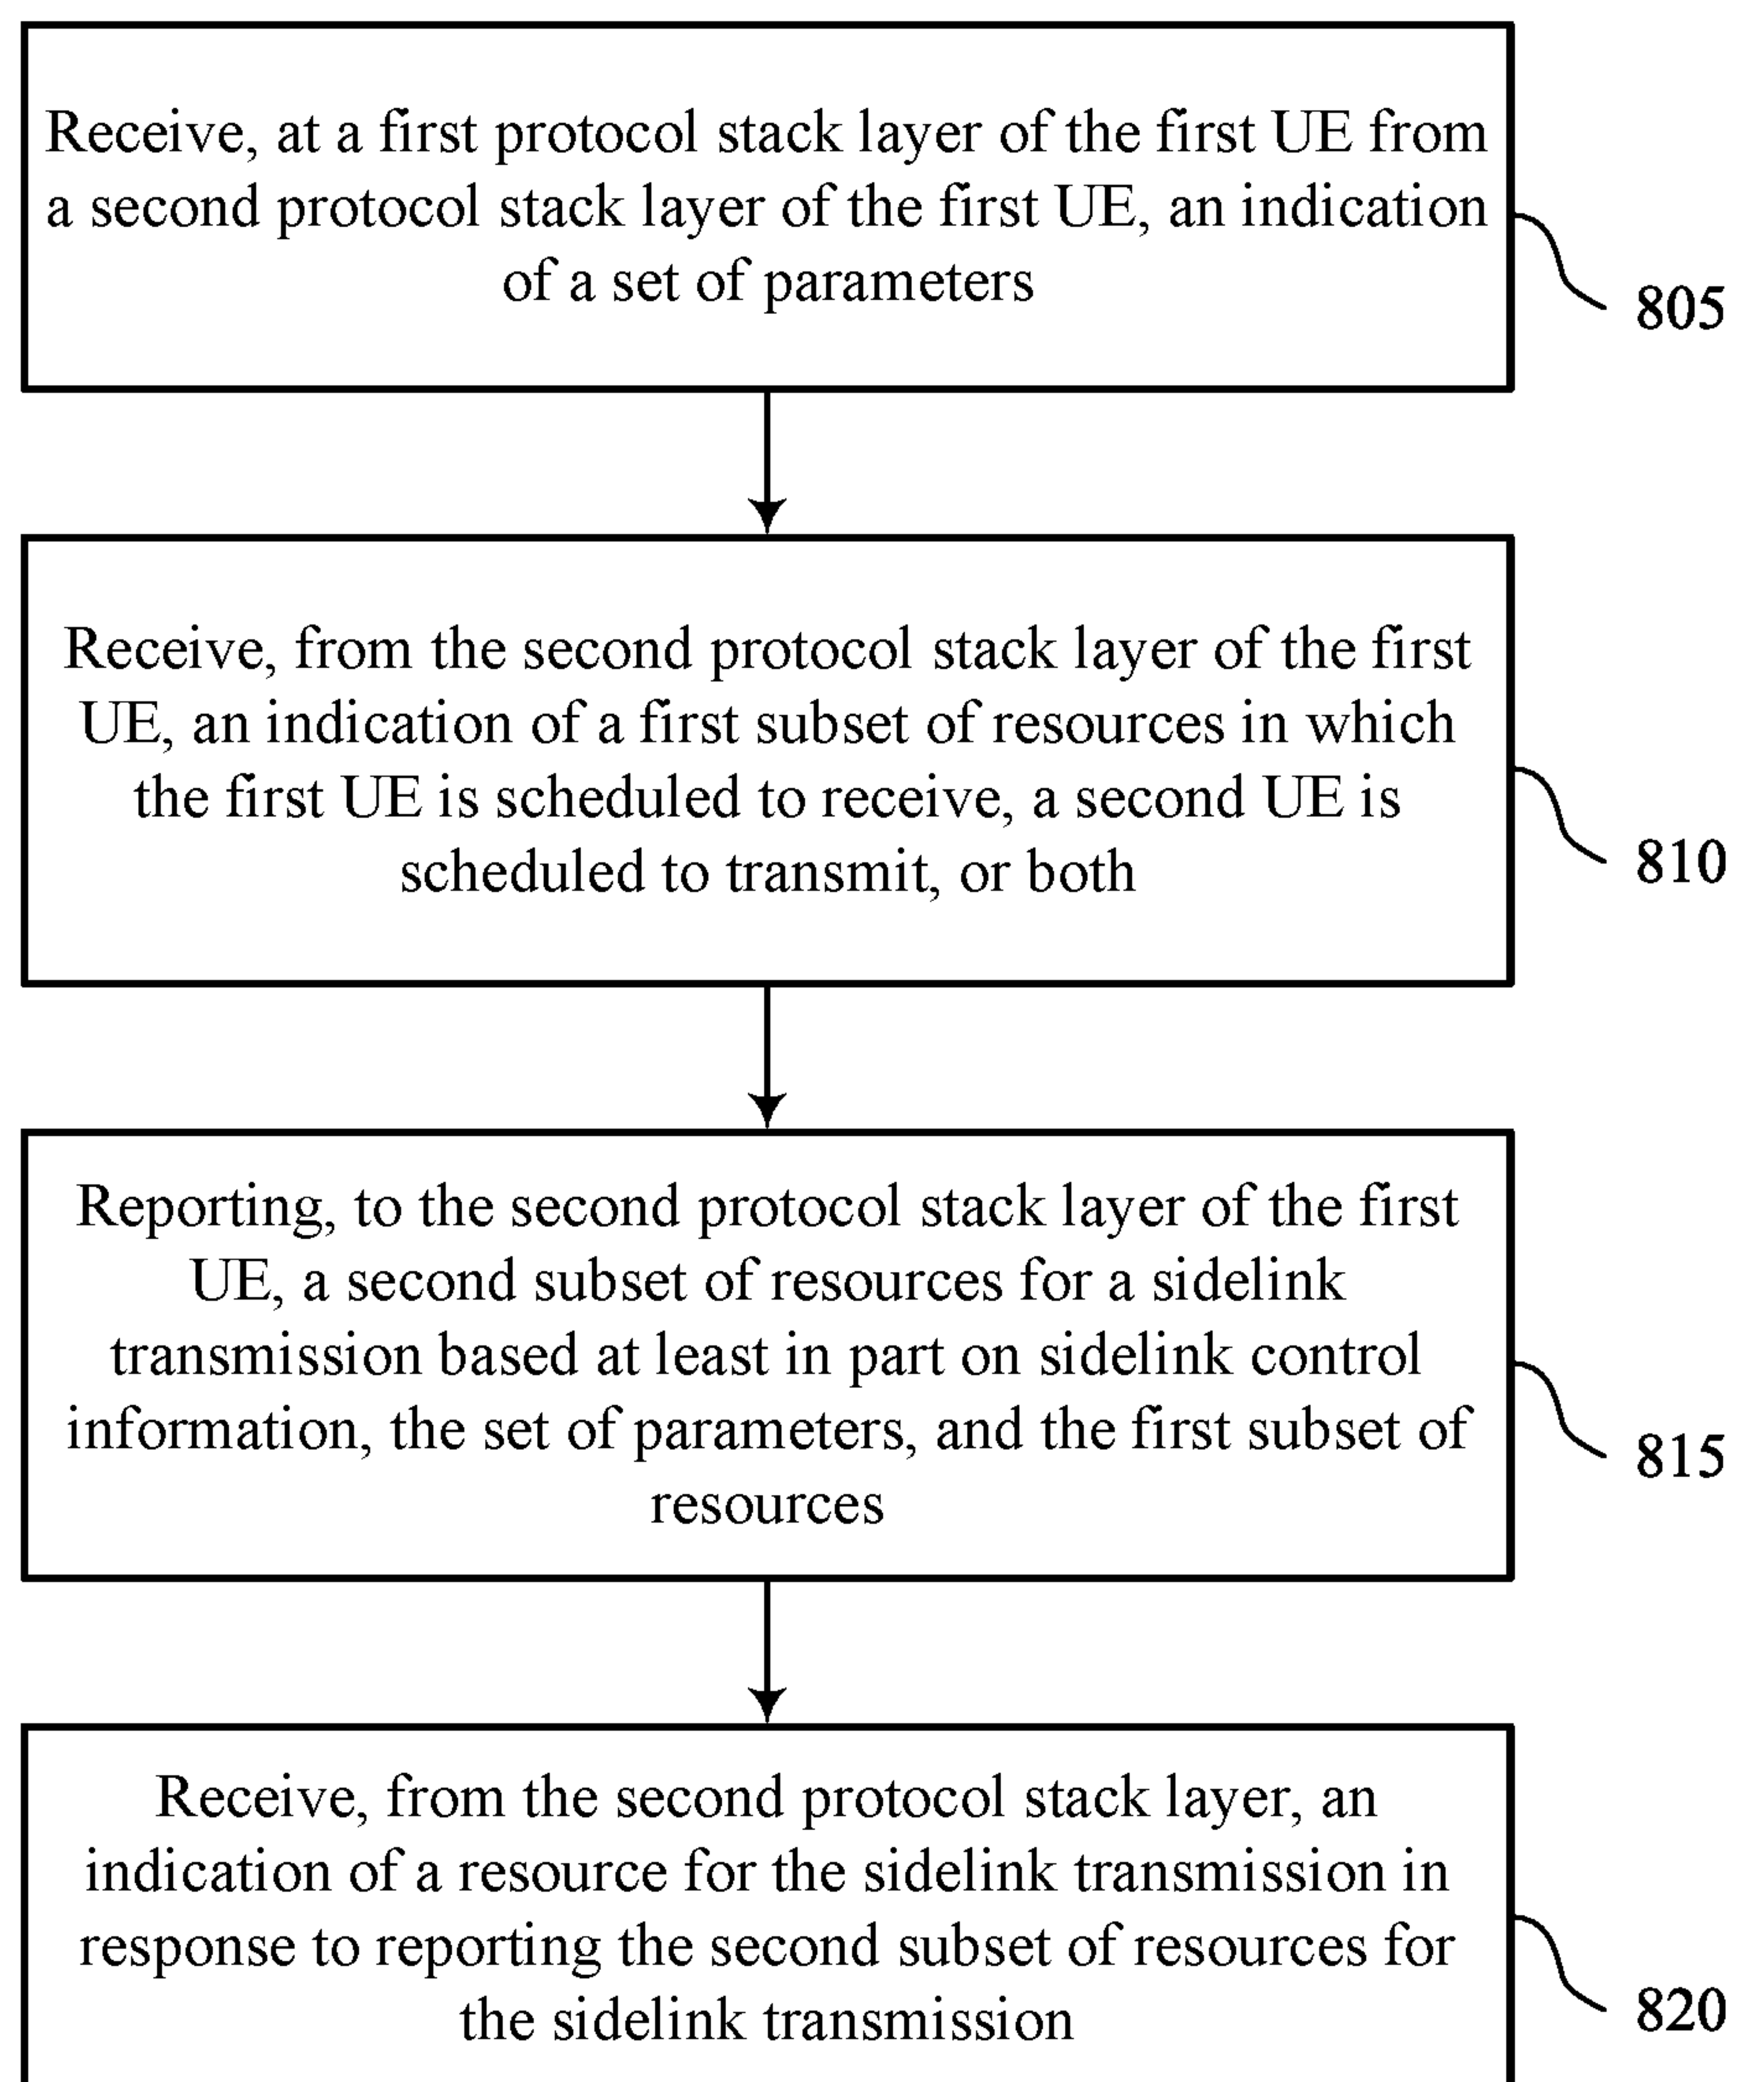 Receive, at a first protocol stack layer of the first UE from
a second protocol stack layer of the first UE, an indication
of a set of parameters
805
Receive, from the second protocol stack layer of the first
UE, an indication of a first subset of resources in which
the first UE is scheduled to receive, a second UE is
scheduled to transmit, or both
810
Reporting, to the second protocol stack layer of the first
UE, a second subset of resources for a sidelink
transmission based at least in part on sidelink control
information, the set of parameters, and the first subset of
resources
815
Receive, from the second protocol stack layer, an
indication of a resource for the sidelink transmission in
response to reporting the second subset of resources for
the sidelink transmission
820